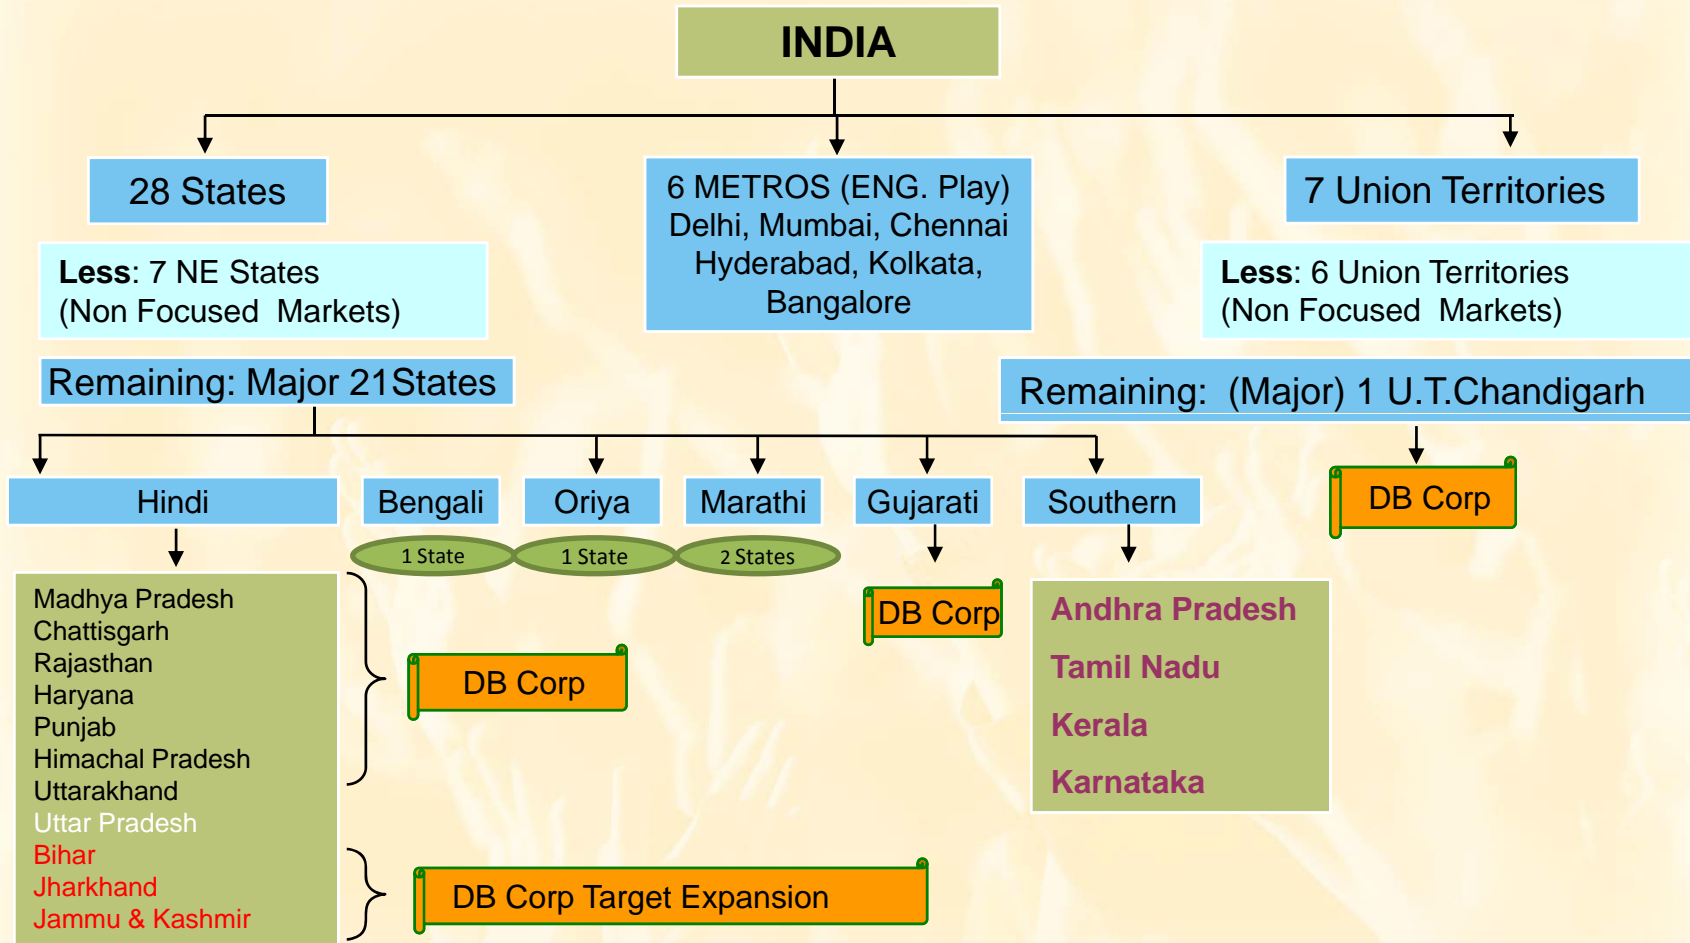 INDIA
28 States
6 METROS (ENG. Play)
Delhi, Mumbai, Chennai
Hyderabad, Kolkata,
Bangalore
7 Union Territories
Less: 7 NE States
(Non Focused Markets)
Less: 6 Union Territories
(Non Focused Markets)
Remaining: Major 21States
Remaining: (Major) 1 U.T.Chandigarh
Hindi
Bengali
Oriya
Marathi
Gujarati
Southern
DB Corp
1 State
1 State
2 States
Madhya Pradesh
Chattisgarh
Rajasthan
Haryana
Punjab
Himachal Pradesh
Uttarakhand
Uttar Pradesh
Bihar
Jharkhand
Jammu & Kashmir
DB Corp
DB Corp Target Expansion
DB Corp
Andhra Pradesh
Tamil Nadu
Kerala
Karnataka